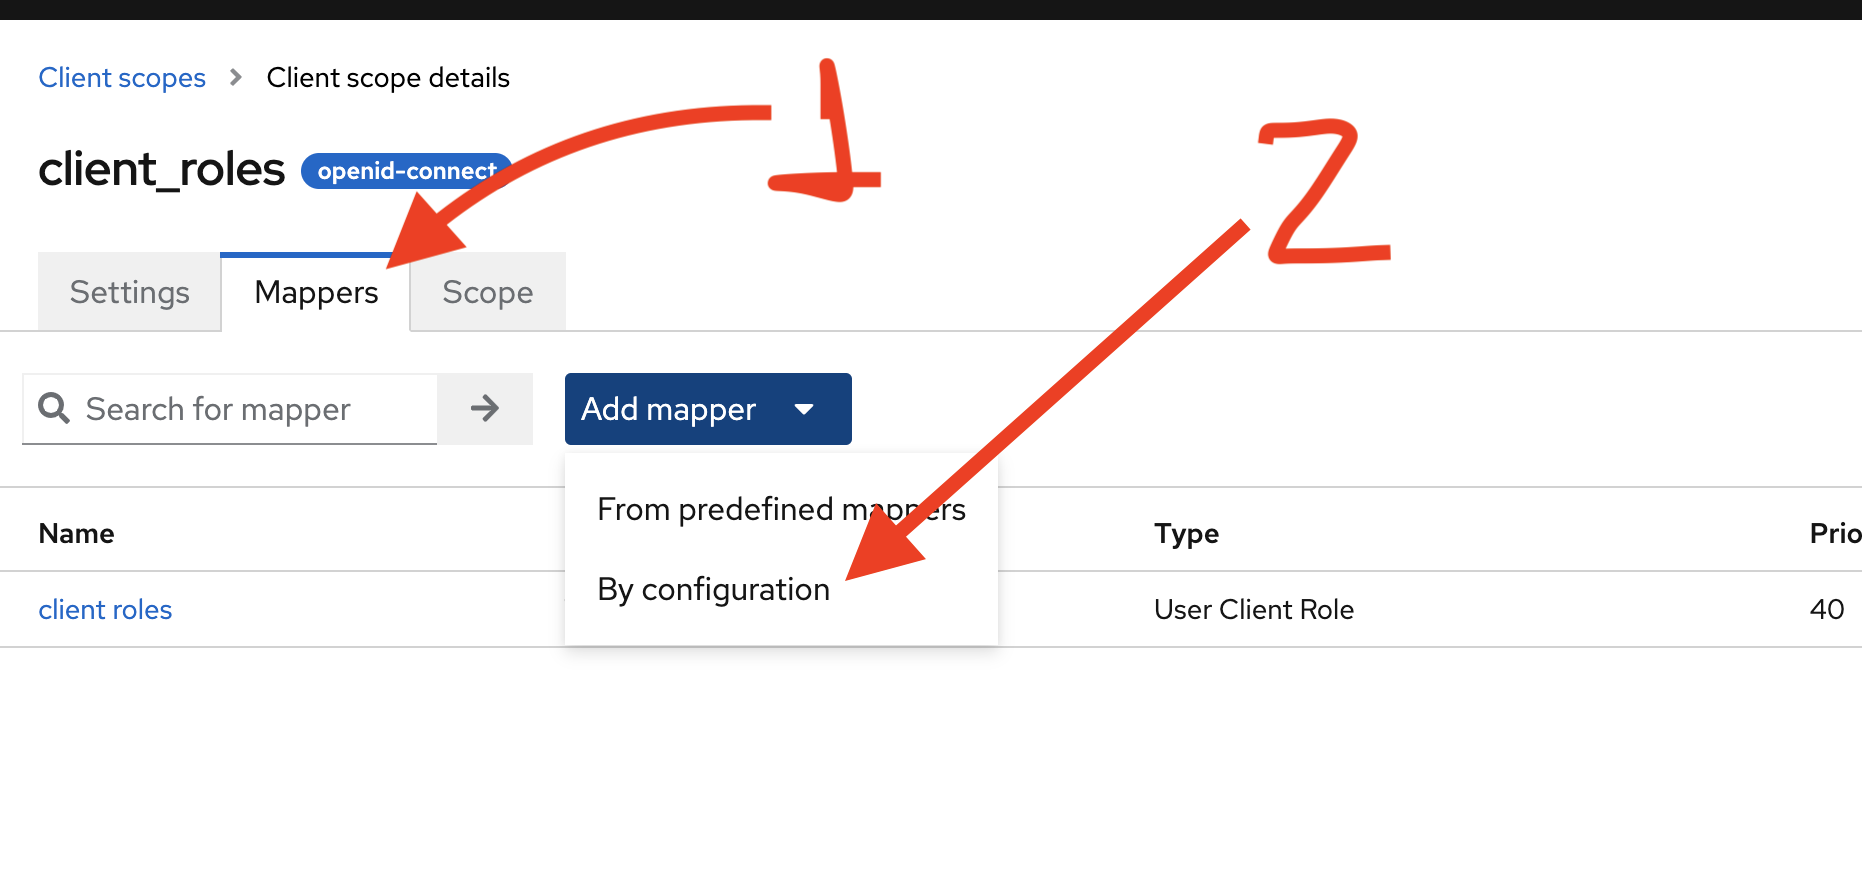 Client scopes > Client scope details
1
2
client_roles openid-connect
Settings Mappers Scope
Search for mapper → Add mapper
From predefined mappers
Name Type Prio
By configuration
client roles User Client Role 40